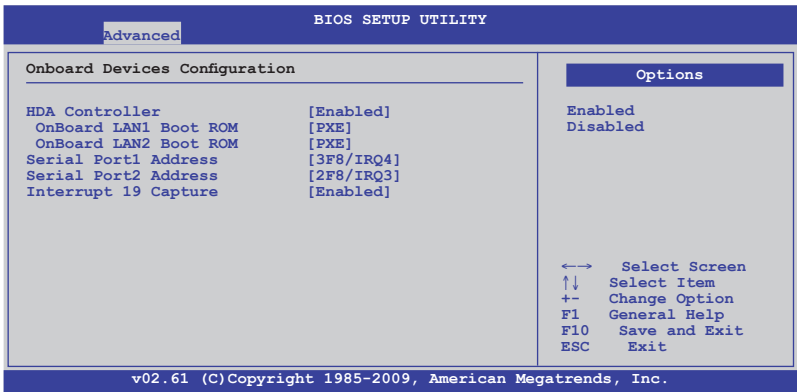 BIOS SETUP UTILITY
Advanced
Onboard Devices Configuration
HDA Controller [Enabled]
OnBoard LAN1 Boot ROM [PXE]
OnBoard LAN2 Boot ROM [PXE]
Serial Port1 Address [3F8/IRQ4]
Serial Port2 Address [2F8/IRQ3]
Interrupt 19 Capture [Enabled]
Options
Enabled
Disabled
←→ Select Screen
↑↓ Select Item
+- Change Option
F1 General Help
F10 Save and Exit
ESC Exit
v02.61 (C)Copyright 1985-2009, American Megatrends, Inc.